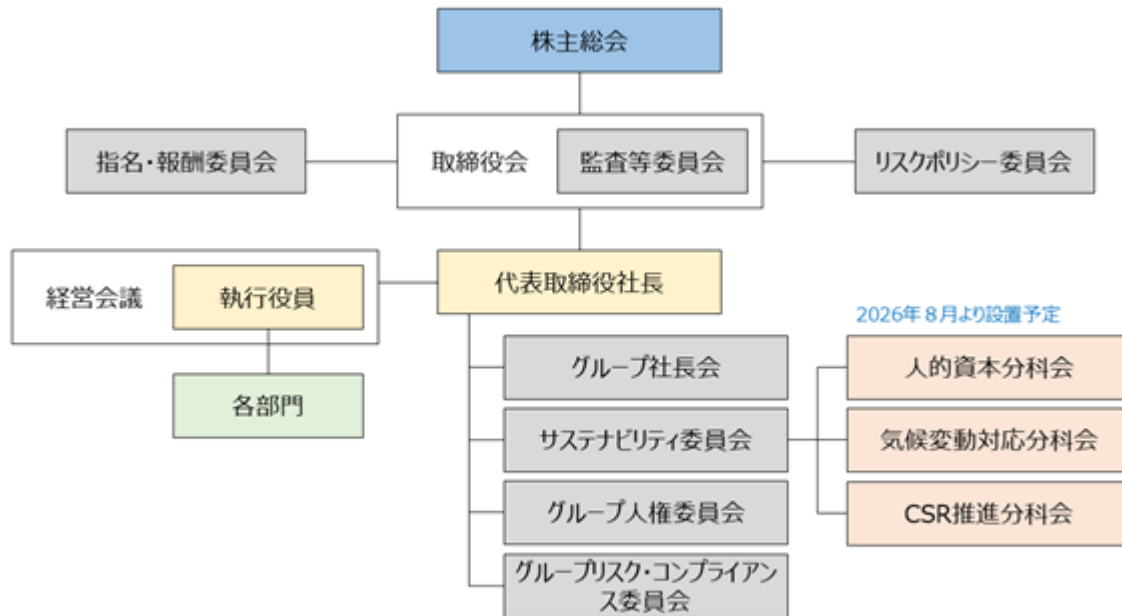 株主総会
指名・報酬委員会
取締役会
監査等委員会
リスクポリシー委員会
経営会議
執行役員
代表取締役社長
各部門
2026年8月より設置予定
グループ社長会
人的資本分科会
サステナビリティ委員会
気候変動対応分科会
グループ人権委員会
CSR推進分科会
グループリスク・コンプライアン
ス委員会